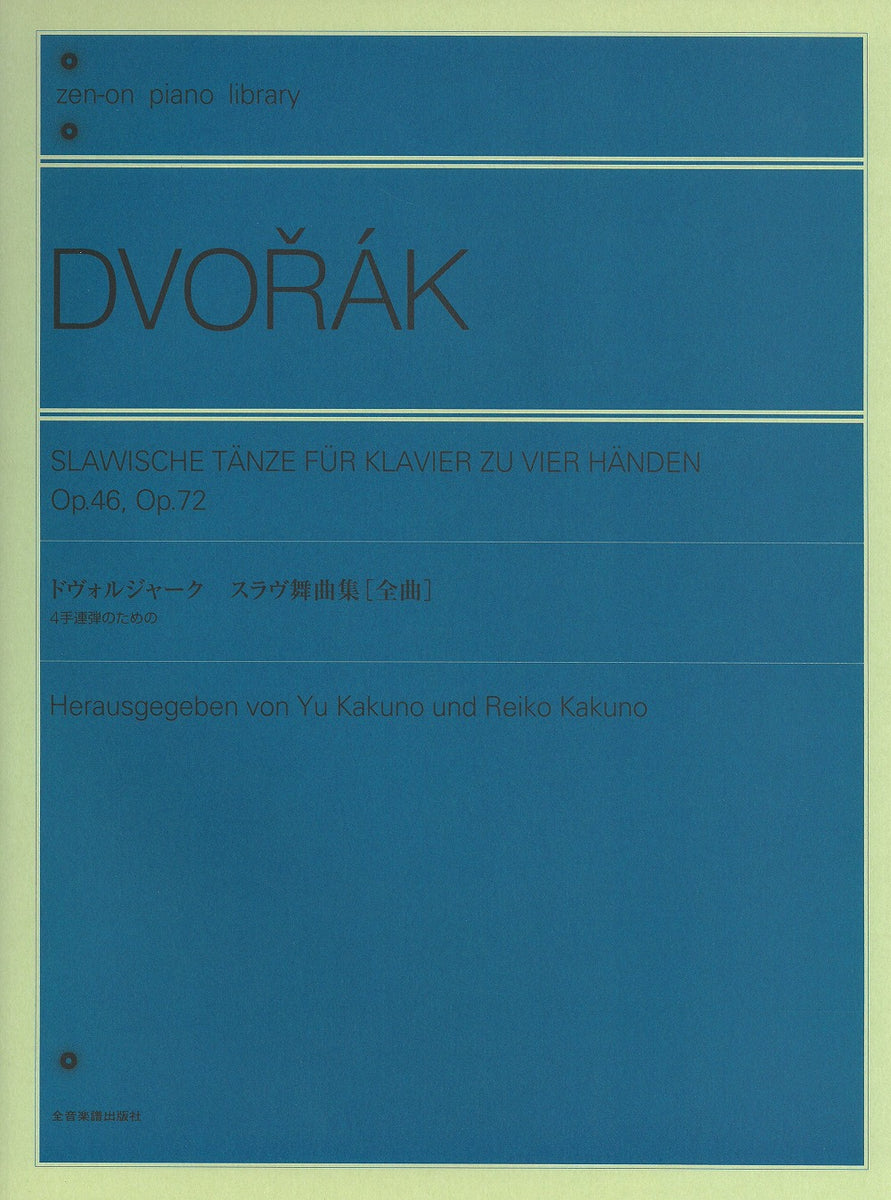 zen-on piano library
DVOŘÁK
SLAWISCHE TÄNZE FÜR KLAVIER ZU VIER HÄNDEN
Op.46, Op.72
ドヴォルジャーク スラヴ舞曲集[全曲]
4手連弾のための
Herausgegeben von Yu Kakuno und Reiko Kakuno
全音楽譜出版社